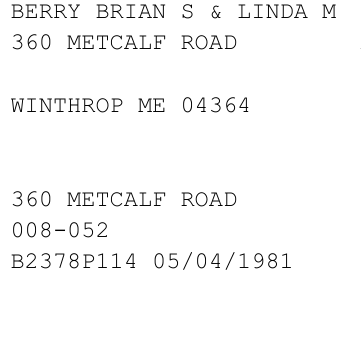 BERRY BRIAN S & LINDA M
360 METCALF ROAD
WINTHROP ME 04364
360 METCALF ROAD
008-052
B2378P114 05/04/1981